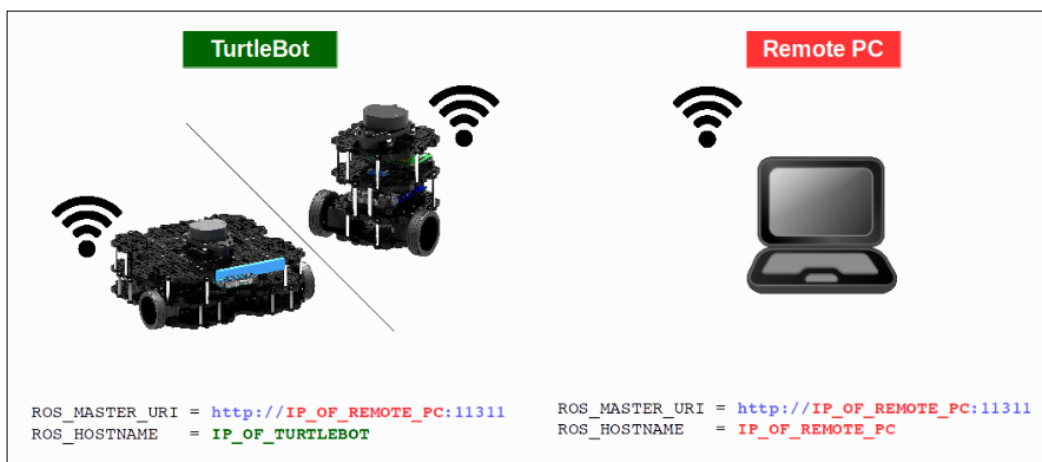 TurtleBot
Remote PC
ROS_MASTER_URI = http://IP_OF_REMOTE_PC:11311
ROS_HOSTNAME   = IP_OF_TURTLEBOT
ROS_MASTER_URI = http://IP_OF_REMOTE_PC:11311
ROS_HOSTNAME   = IP_OF_REMOTE_PC